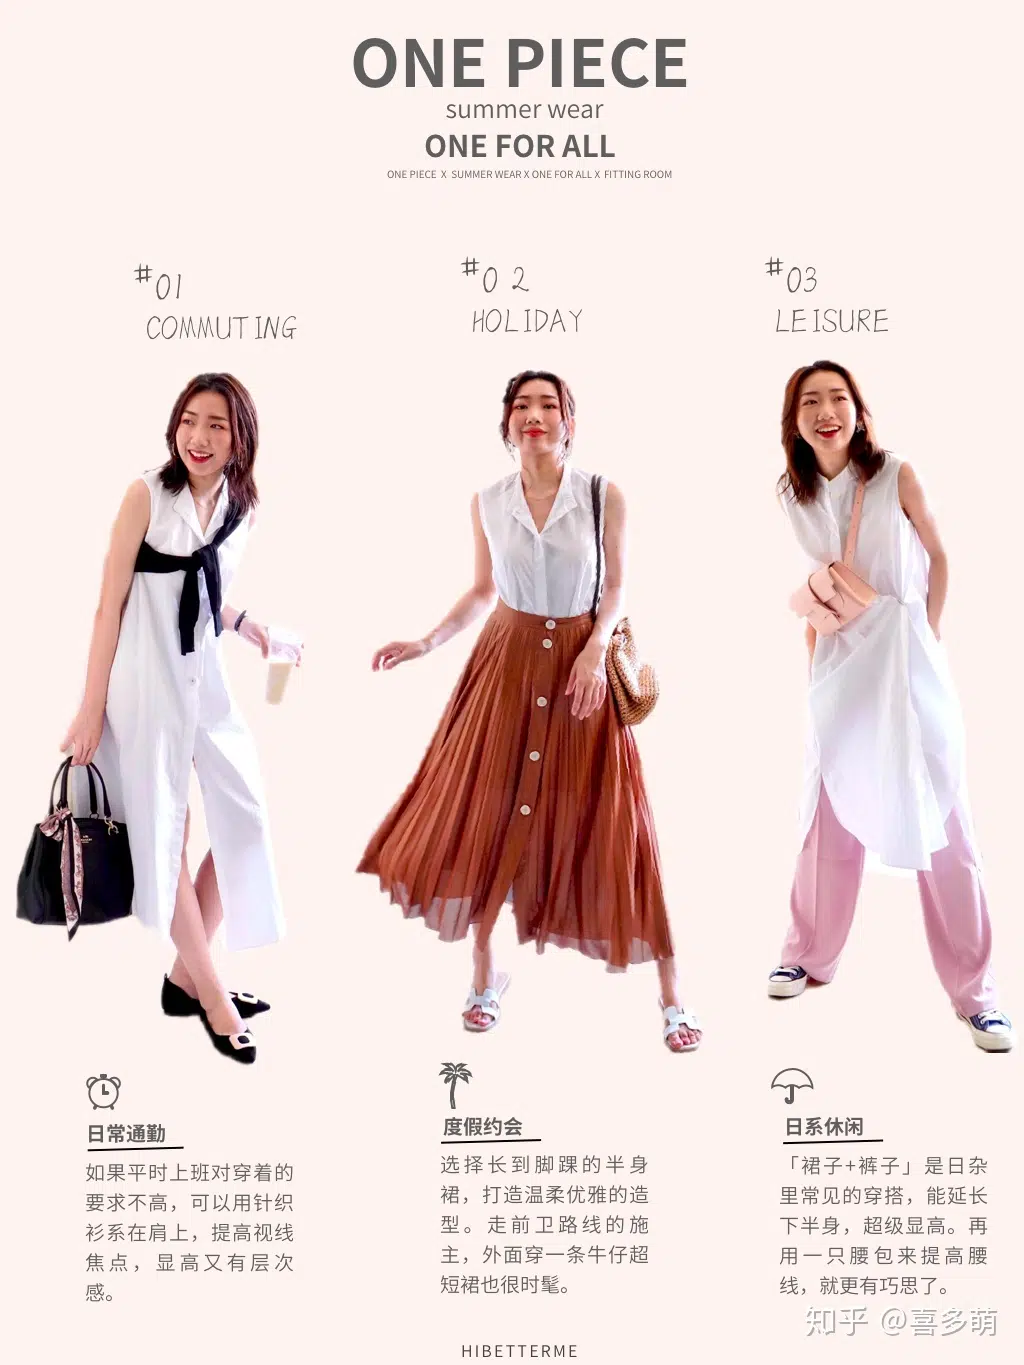 ONE PIECE
summer wear
ONE FOR ALL
ONE PIECE X SUMMER WEAR X ONE FOR ALL X FITTING ROOM
#01
COMMUTING
#02
HOLIDAY
#03
LEISURE
日常通勤
如果平时上班对穿着的
要求不高，可以用针织
衫系在肩上，提高视线
焦点，显高又有层次
感。
度假约会
选择长到脚踝的半身
裙，打造温柔优雅的造
型。走前卫路线的施
主，外面穿一条牛仔超
短裙也很时髦。
日系休闲
「裙子+裤子」是日杂
里常见的穿搭，能延长
下半身，超级显高。再
用一只腰包来提高腰
线，就更有巧思了。
知乎 @喜多萌
HIBETTERME